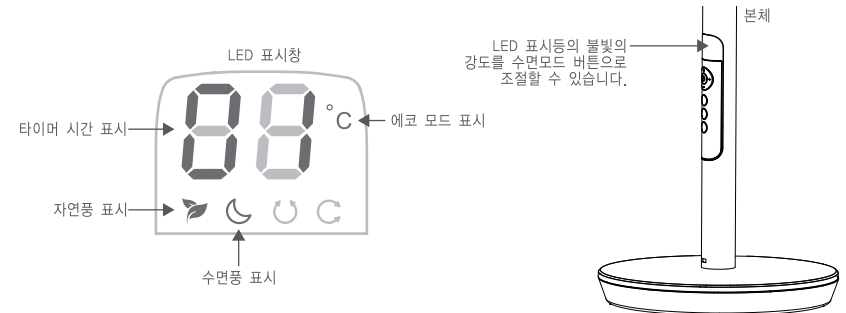 LED 표시창
타이머 시간 표시
01
°C
에코 모드 표시
자연풍 표시
수면풍 표시
본체
LED 표시등의 불빛의
강도를 수면모드 버튼으로
조절할 수 있습니다.